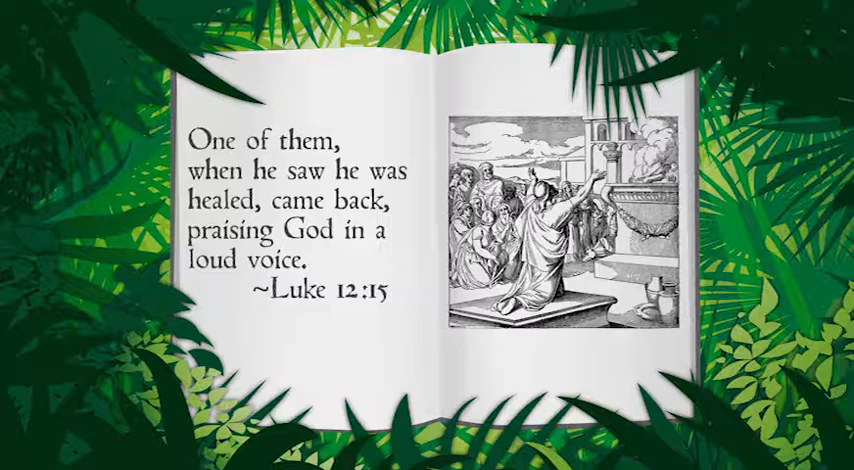 One of them,
when he saw he was
healed, came back,
praising God in a
loud voice.
~Luke 12:15